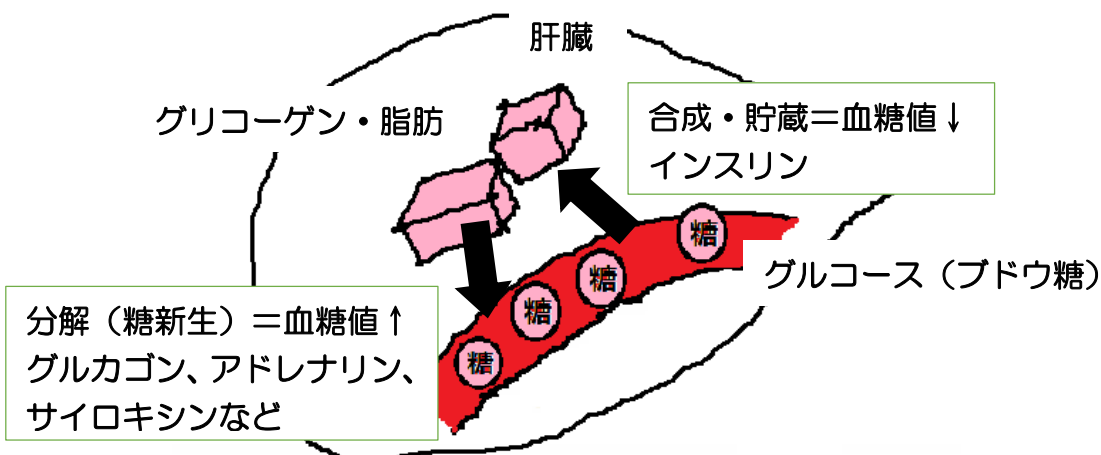 肝臓
グリコーゲン・脂肪
合成・貯蔵＝血糖値↓
インスリン
糖
糖
糖
糖
グルコース（ブドウ糖）
分解（糖新生）＝血糖値↑
グルカゴン、アドレナリン、
サイロキシンなど